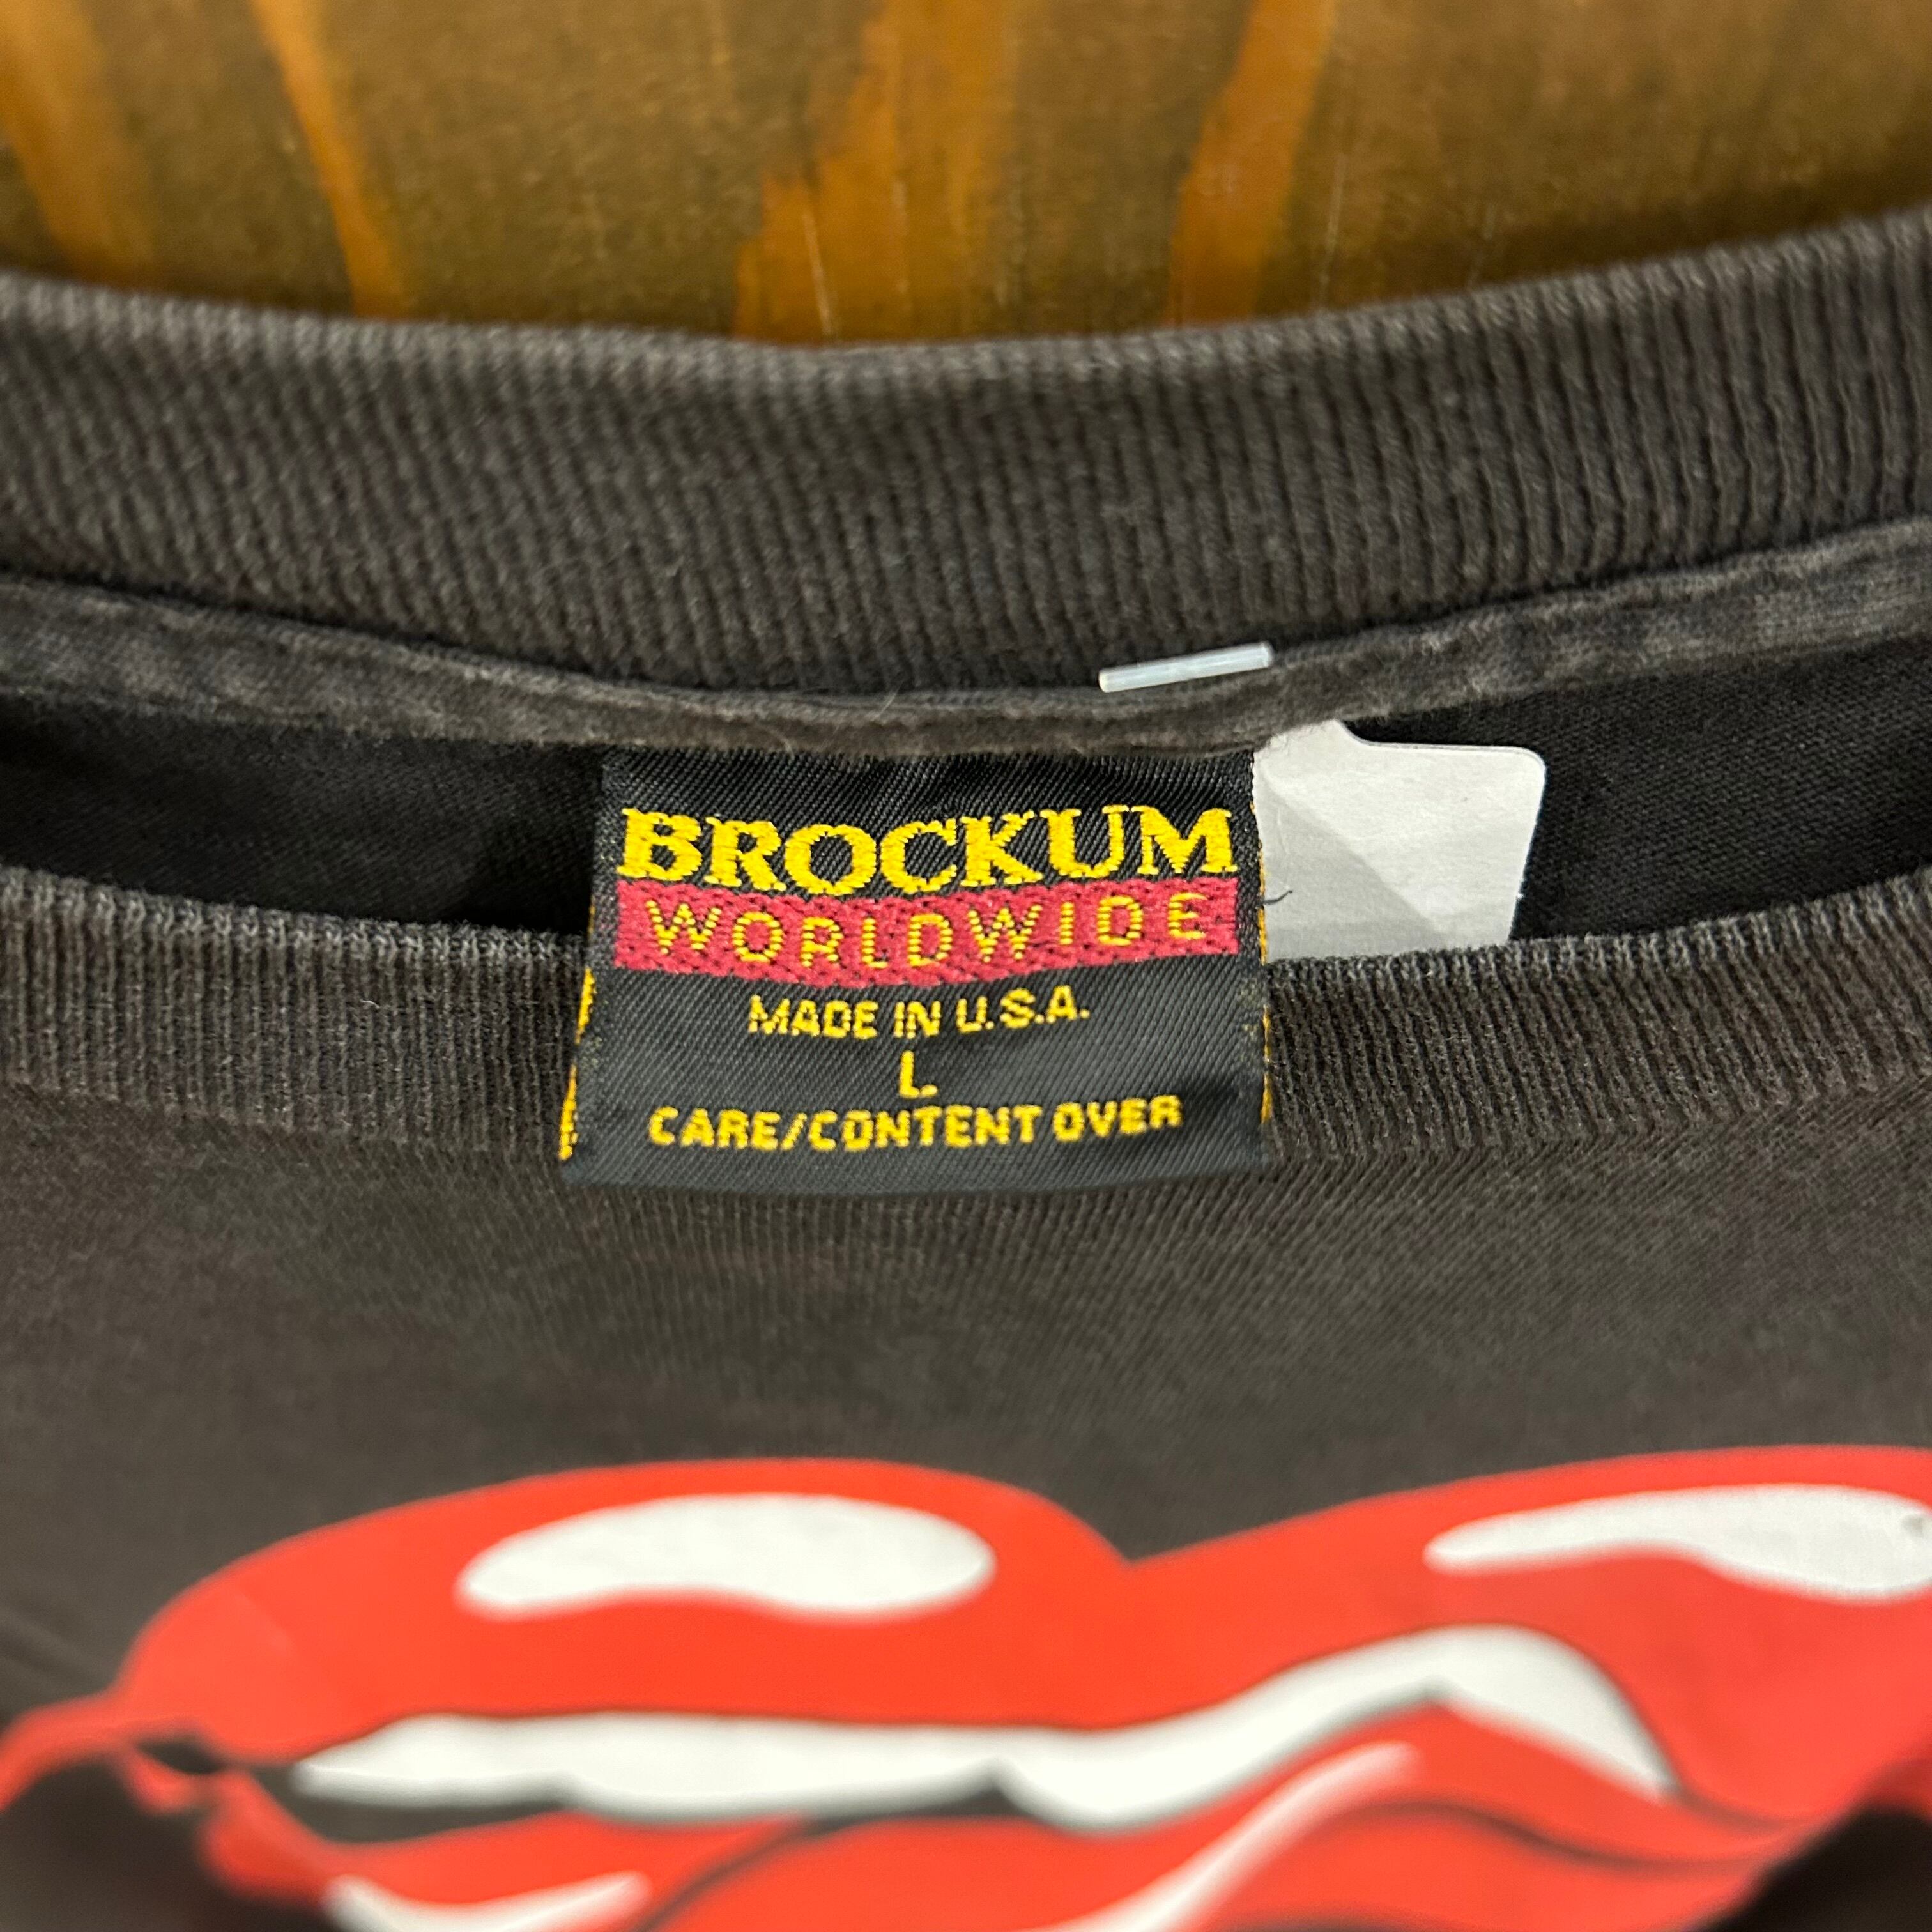 BROCKUM
WORLDWIDE
MADE IN U.S.A.
L
CARE/CONTENT OVER